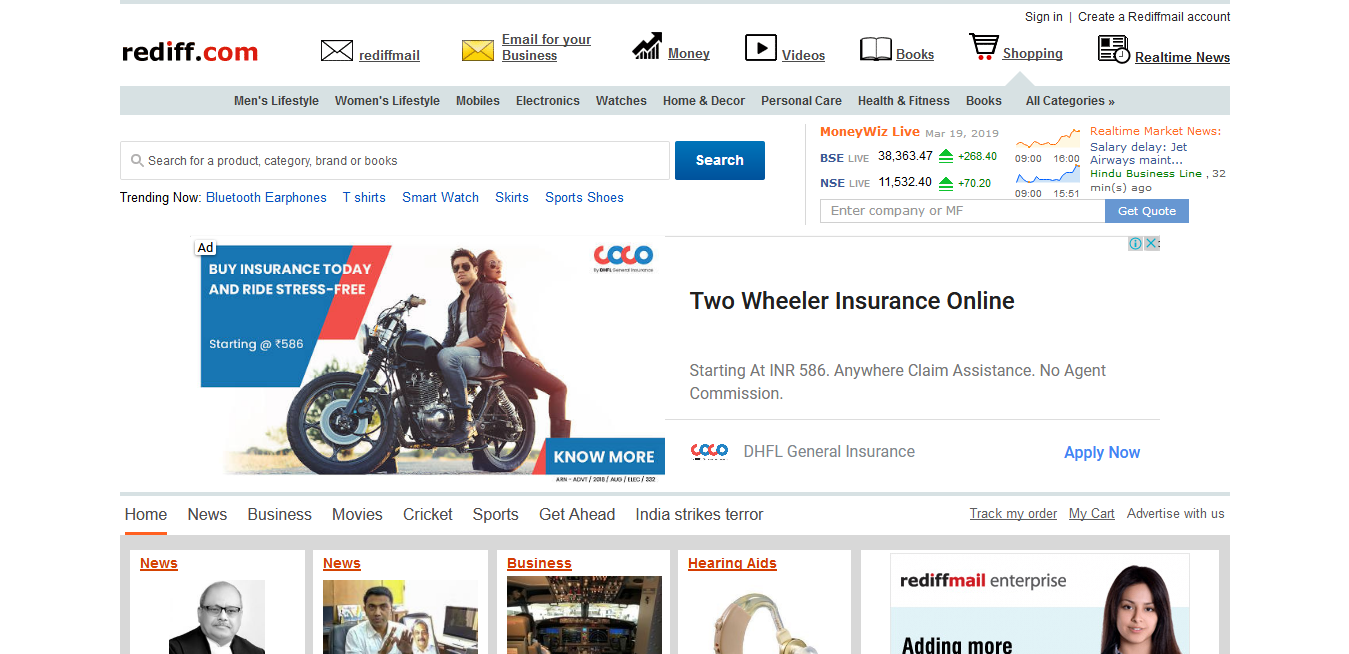 Sign in | Create a Rediffmail account
rediff.com
rediffmail
Email for your
Business
Money
Videos
Books
Shopping
Realtime News
Men's Lifestyle Women's Lifestyle Mobiles Electronics Watches Home & Decor Personal Care Health & Fitness Books All Categories »
Search for a product, category, brand or books
Search
Trending Now: Bluetooth Earphones T shirts Smart Watch Skirts Sports Shoes
MoneyWiz Live Mar 19, 2019
BSE LIVE 38,363.47 +268.40
NSE LIVE 11,532.40 +70.20
09:00 16:00
09:00 15:51
Realtime Market News:
Salary delay: Jet
Airways maint...
Hindu Business Line , 32
min(s) ago
Enter company or MF
Get Quote
Ad
BUY INSURANCE TODAY
AND RIDE STRESS-FREE
Starting @ ₹586
COCO
by DHFL General Insurance
KNOW MORE
ARN - ADVT / 2018 / AUG / ELEC / 332
Two Wheeler Insurance Online
Starting At INR 586. Anywhere Claim Assistance. No Agent
Commission.
COCO
DHFL General Insurance
Apply Now
Home News Business Movies Cricket Sports Get Ahead India strikes terror
Track my order My Cart Advertise with us
News
News
Business
Hearing Aids
rediffmail enterprise
Adding more